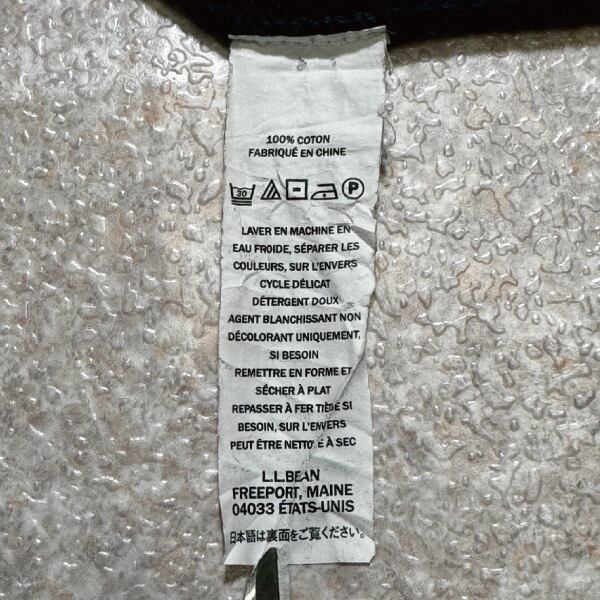 100% COTON
FABRIQUÉ EN CHINE
30 P
LAVER EN MACHINE EN
EAU FROIDE, SÉPARER LES
COULEURS, SUR L'ENVERS
CYCLE DÉLICAT
DÉTERGENT DOUX
AGENT BLANCHISSANT NON
DÉCOLORANT UNIQUEMENT,
SI BESOIN
REMETTRE EN FORME ET
SÉCHER À PLAT
REPASSER À FER TIÈDE SI
BESOIN, SUR L'ENVERS
PEUT ÊTRE NETTOYÉ À SEC
L.L.BEAN
FREEPORT, MAINE
04033 ÉTATS-UNIS
日本語は裏面をご覧ください。